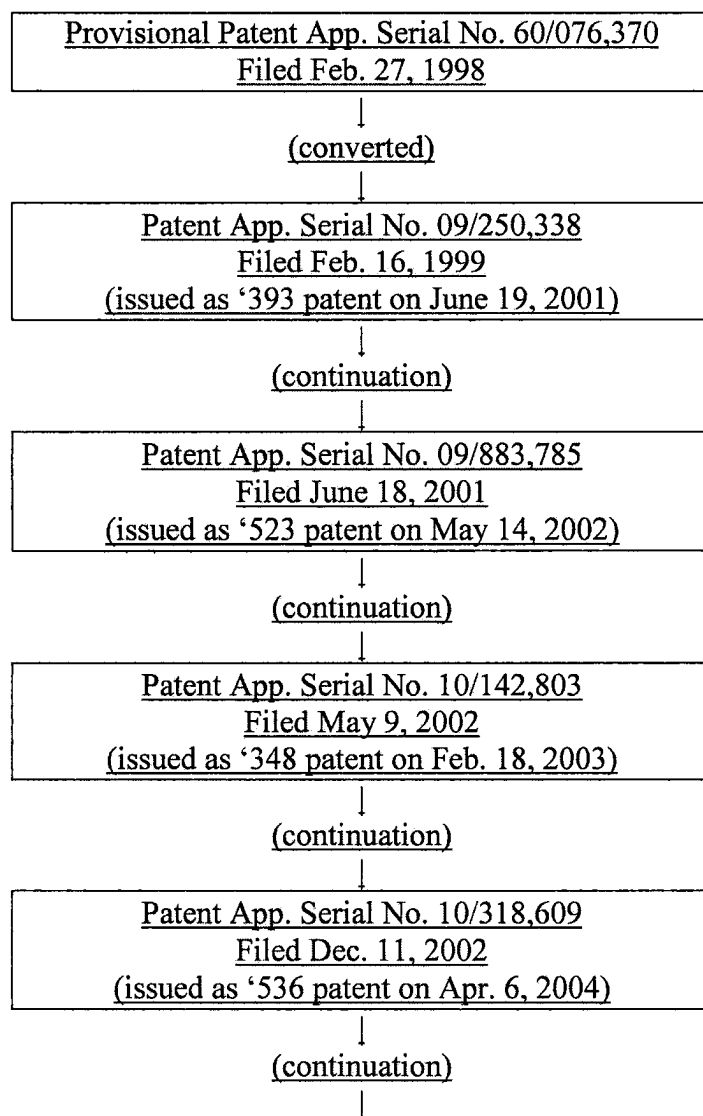 Provisional Patent App. Serial No. 60/076,370
Filed Feb. 27, 1998
(converted)
Patent App. Serial No. 09/250,338
Filed Feb. 16, 1999
(issued as ‘393 patent on June 19, 2001)
(continuation)
Patent App. Serial No. 09/883,785
Filed June 18, 2001
(issued as ‘523 patent on May 14, 2002)
(continuation)
Patent App. Serial No. 10/142,803
Filed May 9, 2002
(issued as ‘348 patent on Feb. 18, 2003)
(continuation)
Patent App. Serial No. 10/318,609
Filed Dec. 11, 2002
(issued as ‘536 patent on Apr. 6, 2004)
(continuation)